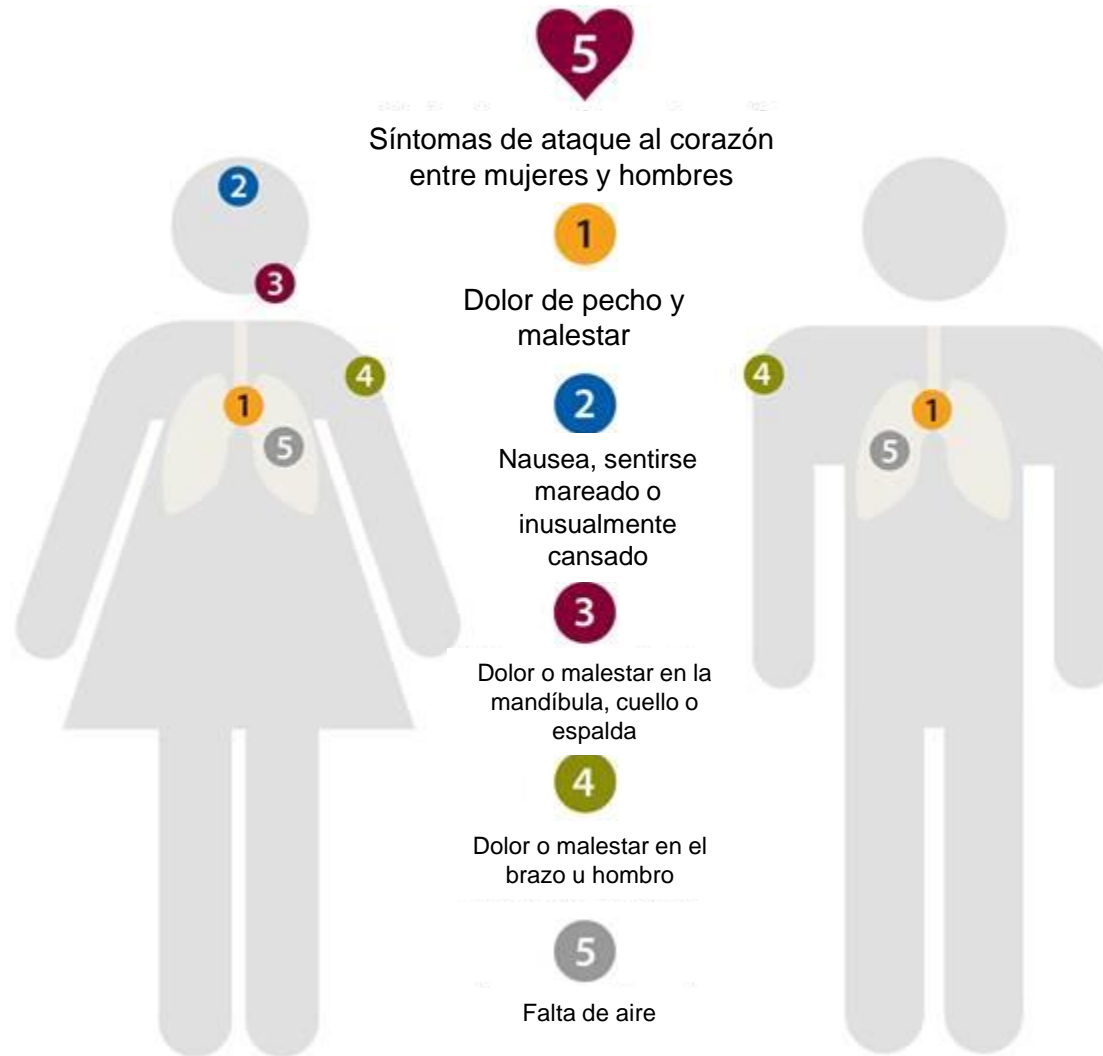 5
Síntomas de ataque al corazón
entre mujeres y hombres
1
Dolor de pecho y
malestar
2
Nausea, sentirse
mareado o
inusualmente
cansado
3
Dolor o malestar en la
mandíbula, cuello o
espalda
4
Dolor o malestar en el
brazo u hombro
5
Falta de aire
2
3
4
1
5
4
1
5